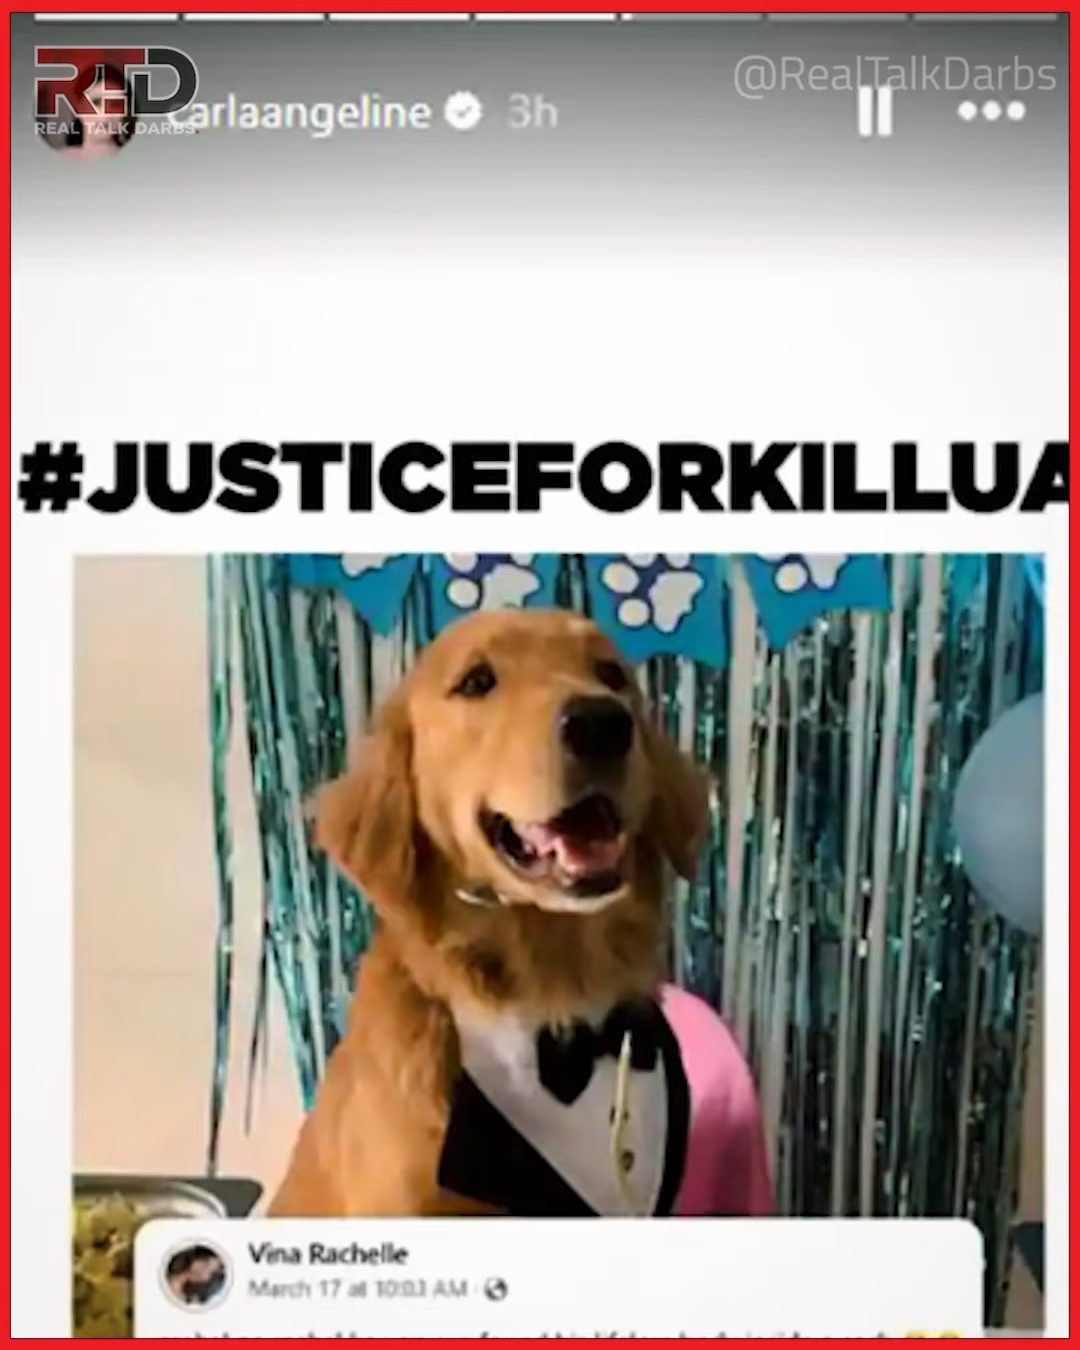 RTD
REAL TALK DARBS
@RealTalkDarbs
carlaangeline 3h
#JUSTICEFORKILLUA
Vina Rachelle
March 17 at 10:03 AM